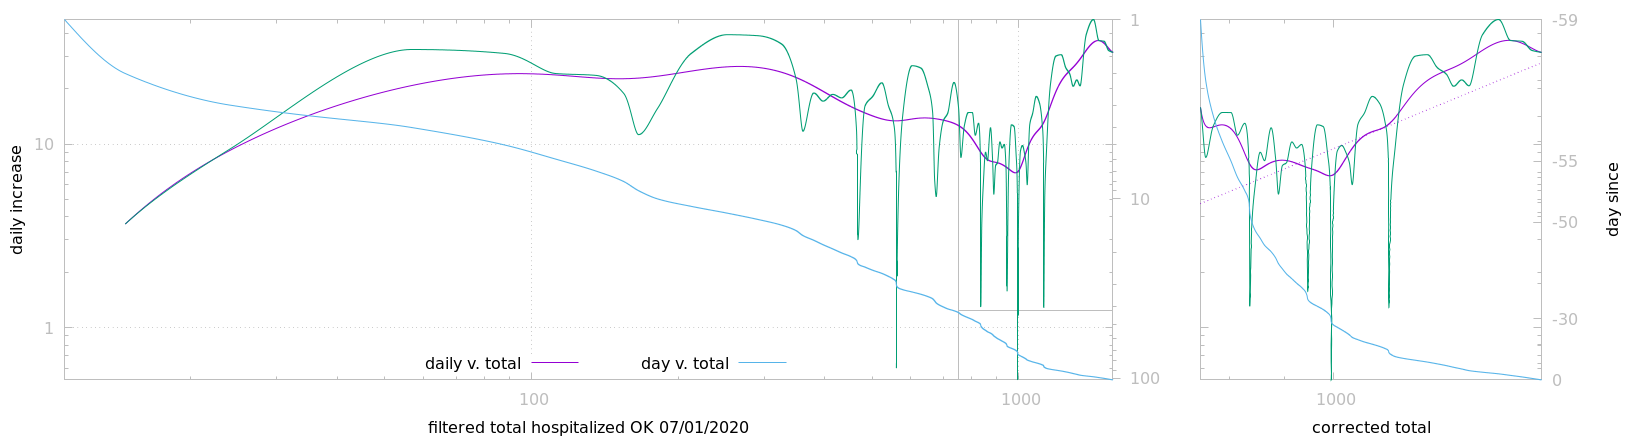 daily increase
10
1
daily v. total
day v. total
100
1000
filtered total hospitalized OK 07/01/2020
1
10
100
1000
corrected total
-59
-55
-50
-30
0
day since